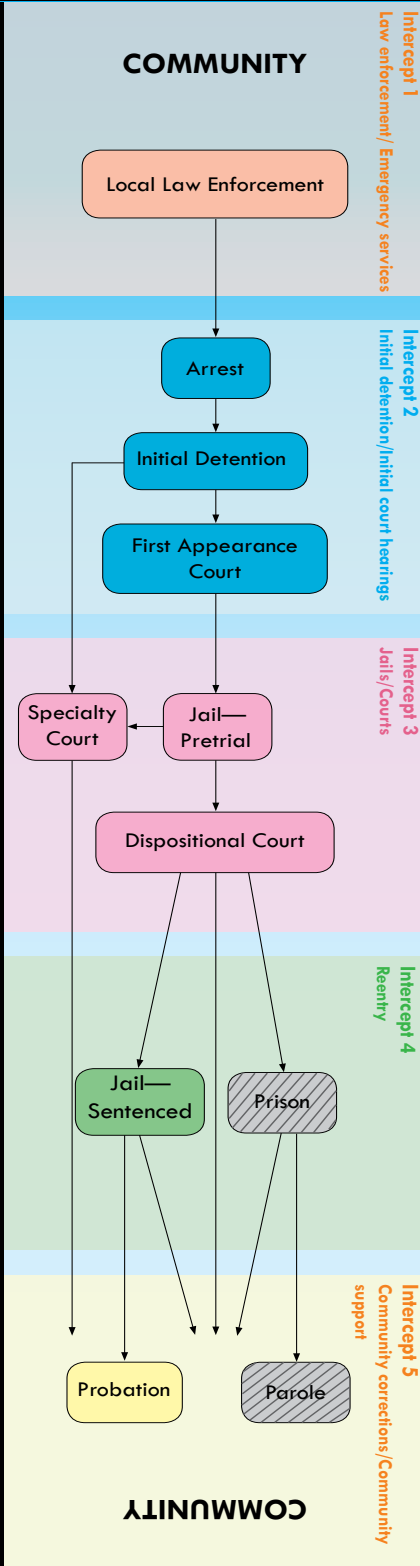 COMMUNITY
Intercept 1
Law enforcement/ Emergency services
Local Law Enforcement
Intercept 2
Initial detention/Initial court hearings
Arrest
Initial Detention
First Appearance
Court
Intercept 3
Jails/Courts
Specialty
Court
Jail—
Pretrial
Dispositional Court
Intercept 4
Reentry
Jail—
Sentenced
Prison
Intercept 5
Community corrections/Community
support
Probation
Parole
COMMUNITY